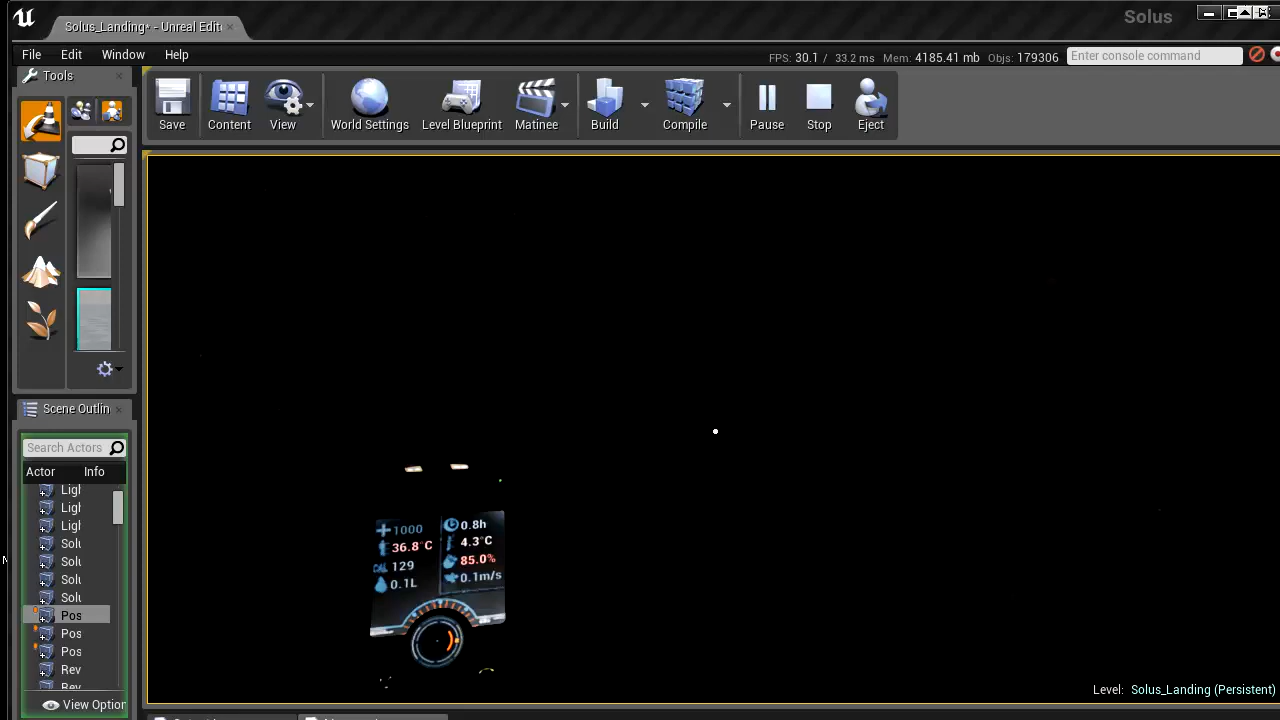 Solus_Landing* - Unreal Edit
Solus
File Edit Window Help
FPS: 30.1 / 33.2 ms Mem: 4185.41 mb Objs: 179306
Enter console command
Tools
Save Content View World Settings Level Blueprint Matinee Build Compile Pause Stop Eject
Scene Outlin
Search Actors
Actor Info
Ligl
Ligl
Ligl
Solu
Solu
Solu
Solu
Pos
Pos
Pos
Rev
Rev
View Option
1000 0.8h
36.8°C 4.3°C
CAL 129 85.0%
0.1L 0.1m/s
Level: Solus_Landing (Persistent)